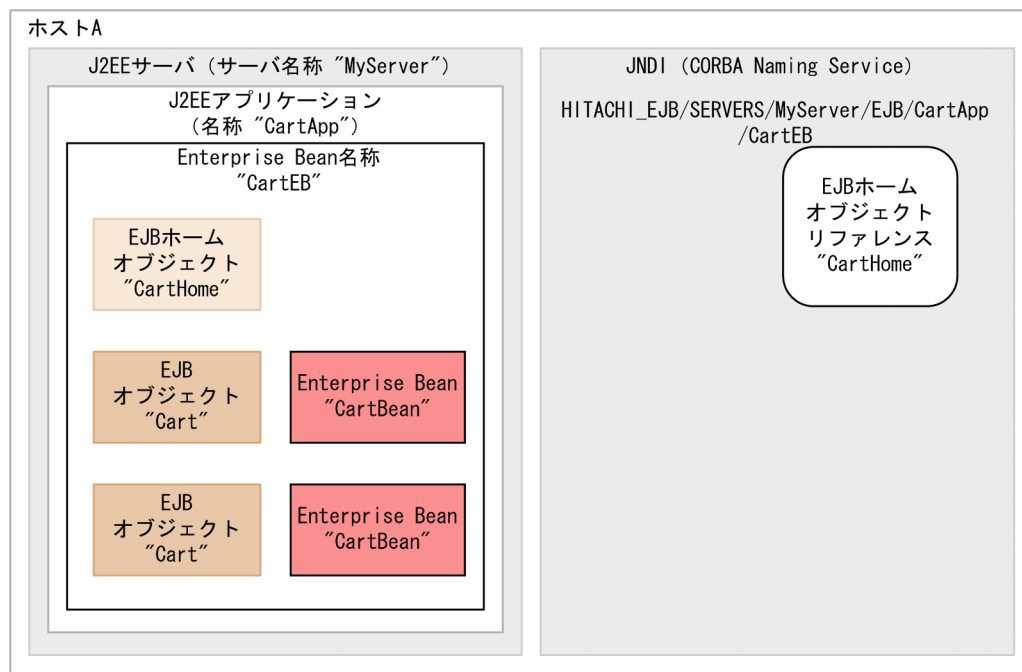 ホストA
J2EEサーバ (サーバ名称 "MyServer")
J2EEアプリケーション
(名称 "CartApp")
Enterprise Bean名称
"CartEB"
EJBホーム
オブジェクト
"CartHome"
EJB
オブジェクト
"Cart"
Enterprise Bean
"CartBean"
EJB
オブジェクト
"Cart"
Enterprise Bean
"CartBean"
JNDI (CORBA Naming Service)
HITACHI_EJB/SERVERS/MyServer/EJB/CartApp
/CartEB
EJBホーム
オブジェクト
リファレンス
"CartHome"